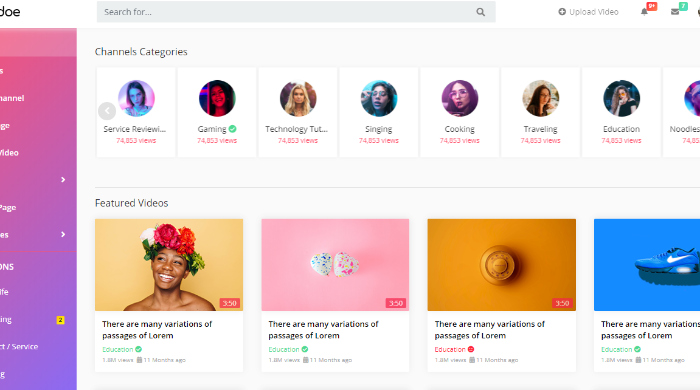 doe
Search for...
Upload Video
9+
7
Channels Categories
Service Reviewi...
74,853 views
Gaming
74,853 views
Technology Tut...
74,853 views
Singing
74,853 views
Cooking
74,853 views
Traveling
74,853 views
Education
74,853 views
Noodles
74,853
s
hannel
ge
Video
Page
es
ONS
ife
ing
2
ct / Service
g
Featured Videos
3:50
There are many variations of
passages of Lorem
Education
1.8M views 11 Months ago
3:50
There are many variations of
passages of Lorem
Education
1.8M views 11 Months ago
3:50
There are many variations of
passages of Lorem
Education
1.8M views 11 Months ago
There are many variations of
passages of Lorem
Education
1.8M views 11 Months ago